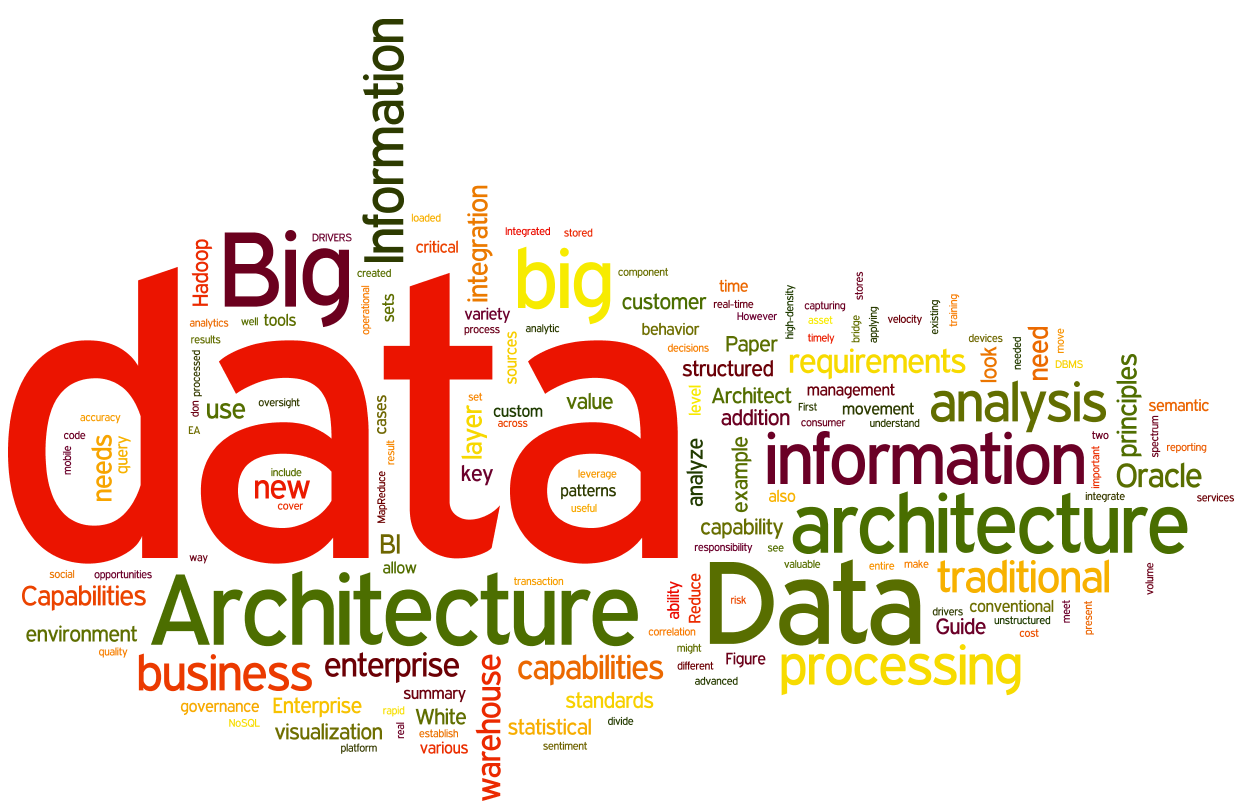 Information
integration
loaded
Integrated
stored
critical
DRIVERS
Big
Hadoop
big
component
created
customer
time
real-time
However
high-density
capturing
stores
asset
timely
bridge
applying
velocity
existing
training
operational
sets
variety
process
analytic
sources
analytics
well
tools
results
behavior
decisions
Paper
structured
requirements
devices
look
needed
need
move
DBMS
principles
data
processed
don
use
oversight
EA
cases
set
layer
custom
across
value
level
Architect
addition
management
First
consumer
movement
understand
analysis
semantic
accuracy
code
mobile
needs
query
result
include
new
cover
MapReduce
key
leverage
patterns
useful
analyze
example
information
two
important
spectrum
reporting
Oracle
also
integrate
services
capability
architecture
responsibility
see
valuable
way
BI
allow
social
opportunities
Capabilities
environment
quality
Architecture
transaction
ability
Reduce
risk
correlation
Data
entire
make
traditional
drivers
conventional
unstructured
Guide
cost
meet
present
volume
might
different
Figure
advanced
processing
business
enterprise
warehouse
capabilities
summary
governance
Enterprise
rapid
White
real
standards
divide
NoSQL
visualization
establish
statistical
platform
various
sentiment